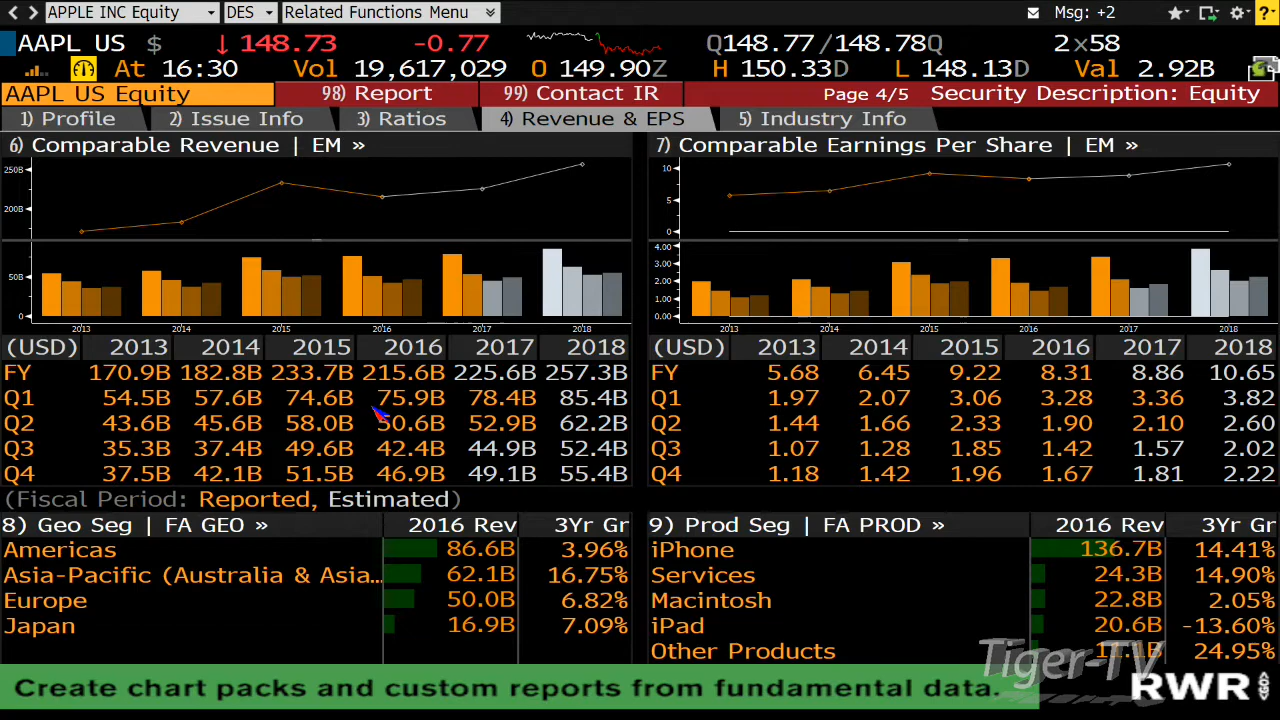 APPLE INC Equity DES Related Functions Menu Msg: +2
AAPL US $ ↓148.73 -0.77 Q148.77/148.78Q 2×58
At 16:30 Vol 19,617,029 O 149.90Z H 150.33D L 148.13D Val 2.92B
AAPL US Equity 98) Report 99) Contact IR Page 4/5 Security Description: Equity
1) Profile 2) Issue Info 3) Ratios 4) Revenue & EPS 5) Industry Info
6) Comparable Revenue | EM »
250B
200B
50B
0
2013 2014 2015 2016 2017 2018
(USD) 2013 2014 2015 2016 2017 2018
FY 170.9B 182.8B 233.7B 215.6B 225.6B 257.3B
Q1 54.5B 57.6B 74.6B 75.9B 78.4B 85.4B
Q2 43.6B 45.6B 58.0B 50.6B 52.9B 62.2B
Q3 35.3B 37.4B 49.6B 42.4B 44.9B 52.4B
Q4 37.5B 42.1B 51.5B 46.9B 49.1B 55.4B
(Fiscal Period: Reported, Estimated)
7) Comparable Earnings Per Share | EM »
10
5
0
4.00
3.00
2.00
1.00
0.00
2013 2014 2015 2016 2017 2018
(USD) 2013 2014 2015 2016 2017 2018
FY 5.68 6.45 9.22 8.31 8.86 10.65
Q1 1.97 2.07 3.06 3.28 3.36 3.82
Q2 1.44 1.66 2.33 1.90 2.10 2.60
Q3 1.07 1.28 1.85 1.42 1.57 2.02
Q4 1.18 1.42 1.96 1.67 1.81 2.22
8) Geo Seg | FA GEO » 2016 Rev 3Yr Gr
Americas 86.6B 3.96%
Asia-Pacific (Australia & Asia... 62.1B 16.75%
Europe 50.0B 6.82%
Japan 16.9B 7.09%
9) Prod Seg | FA PROD » 2016 Rev 3Yr Gr
iPhone 136.7B 14.41%
Services 24.3B 14.90%
Macintosh 22.8B 2.05%
iPad 20.6B -13.60%
Other Products 11.1B 24.95%
Tiger-TV
Create chart packs and custom reports from fundamental data. RWR GO